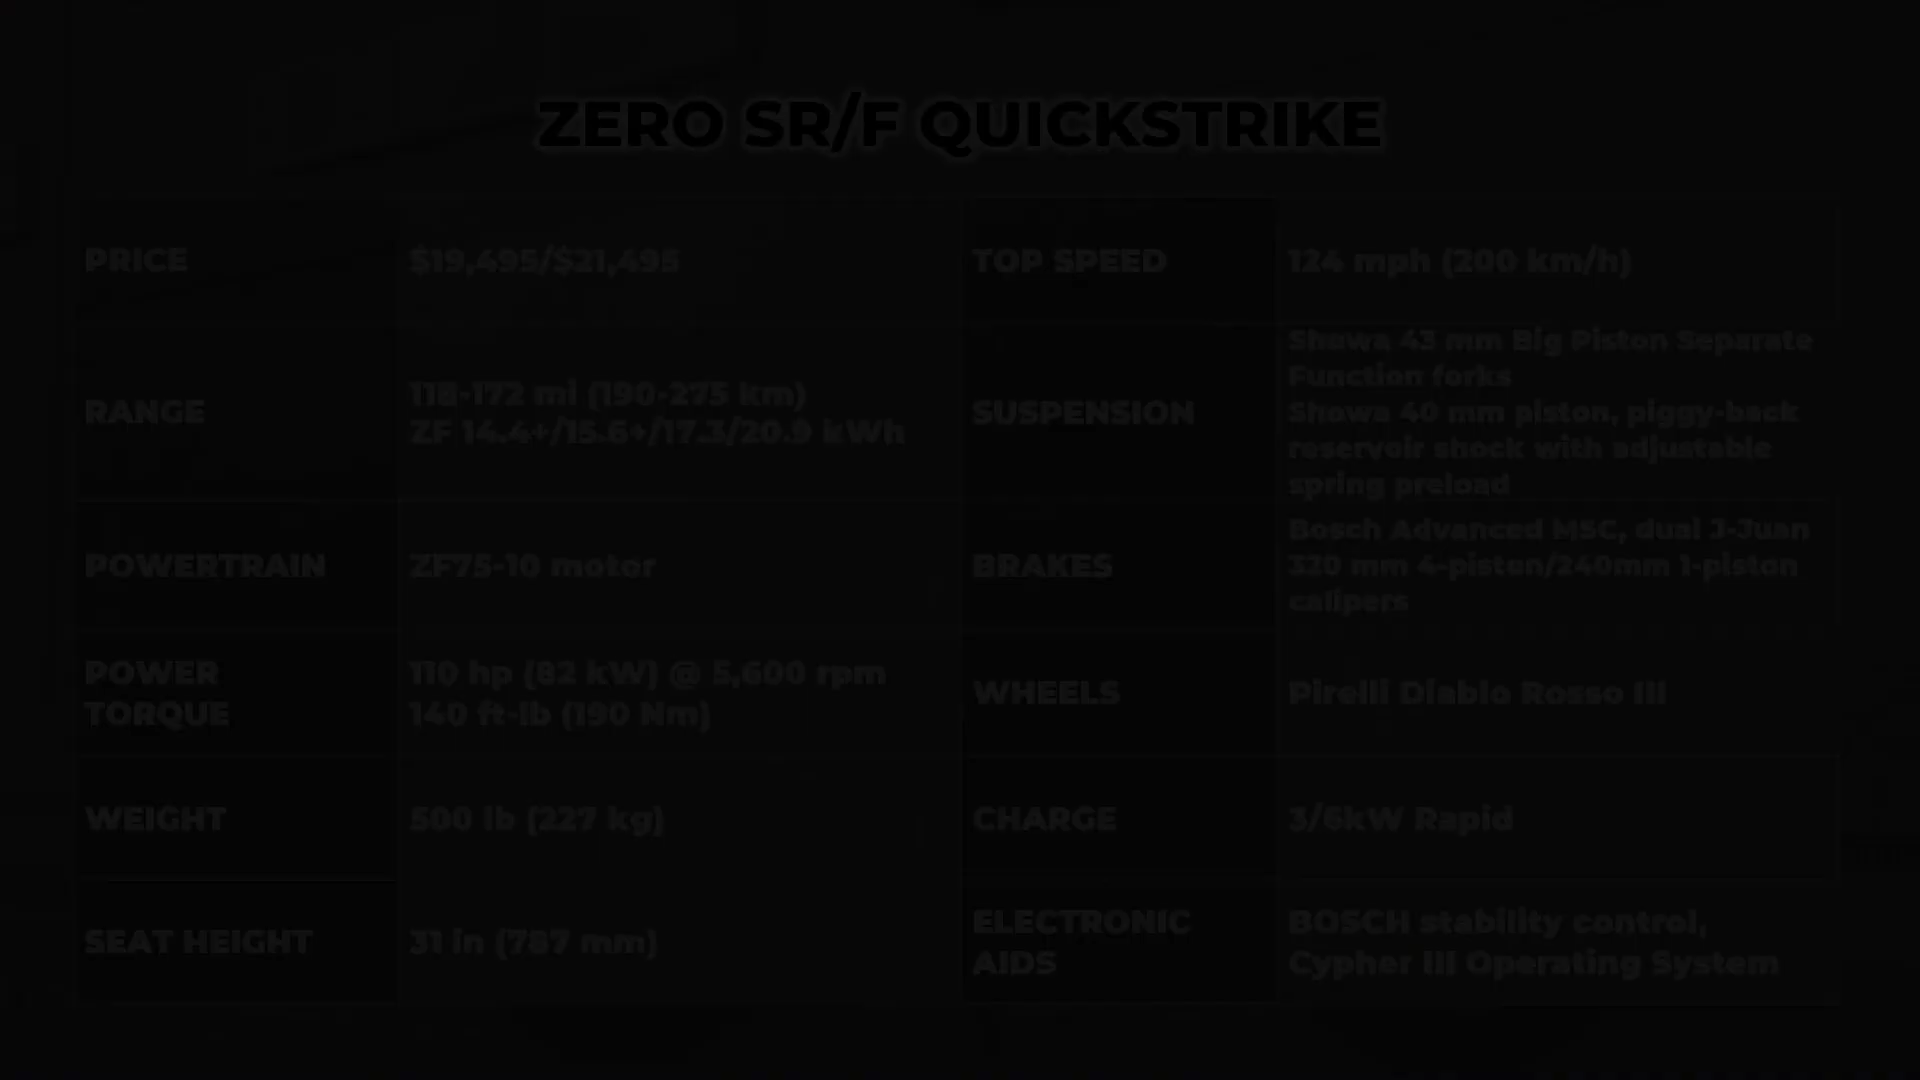 ZERO SR/F QUICKSTRIKE
PRICE
$19,495/$21,495
TOP SPEED
124 mph (200 km/h)
RANGE
118-172 mi (190-275 km)
ZF 14.4+/15.6+/17.3/20.9 kWh
SUSPENSION
Showa 43 mm Big Piston Separate
Function forks
Showa 40 mm piston, piggy-back
reservoir shock with adjustable
spring preload
POWERTRAIN
ZF75-10 motor
BRAKES
Bosch Advanced MSC, dual J-Juan
320 mm 4-piston/240mm 1-piston
calipers
POWER
TORQUE
110 hp (82 kW) @ 5,600 rpm
140 ft-lb (190 Nm)
WHEELS
Pirelli Diablo Rosso III
WEIGHT
500 lb (227 kg)
CHARGE
3/6kW Rapid
SEAT HEIGHT
31 in (787 mm)
ELECTRONIC
AIDS
BOSCH stability control,
Cypher III Operating System